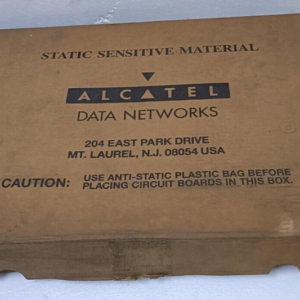 STATIC SENSITIVE MATERIAL
ALCATEL
DATA NETWORKS
204 EAST PARK DRIVE
MT. LAUREL, N.J. 08054 USA
CAUTION: USE ANTI-STATIC PLASTIC BAG BEFORE
PLACING CIRCUIT BOARDS IN THIS BOX.